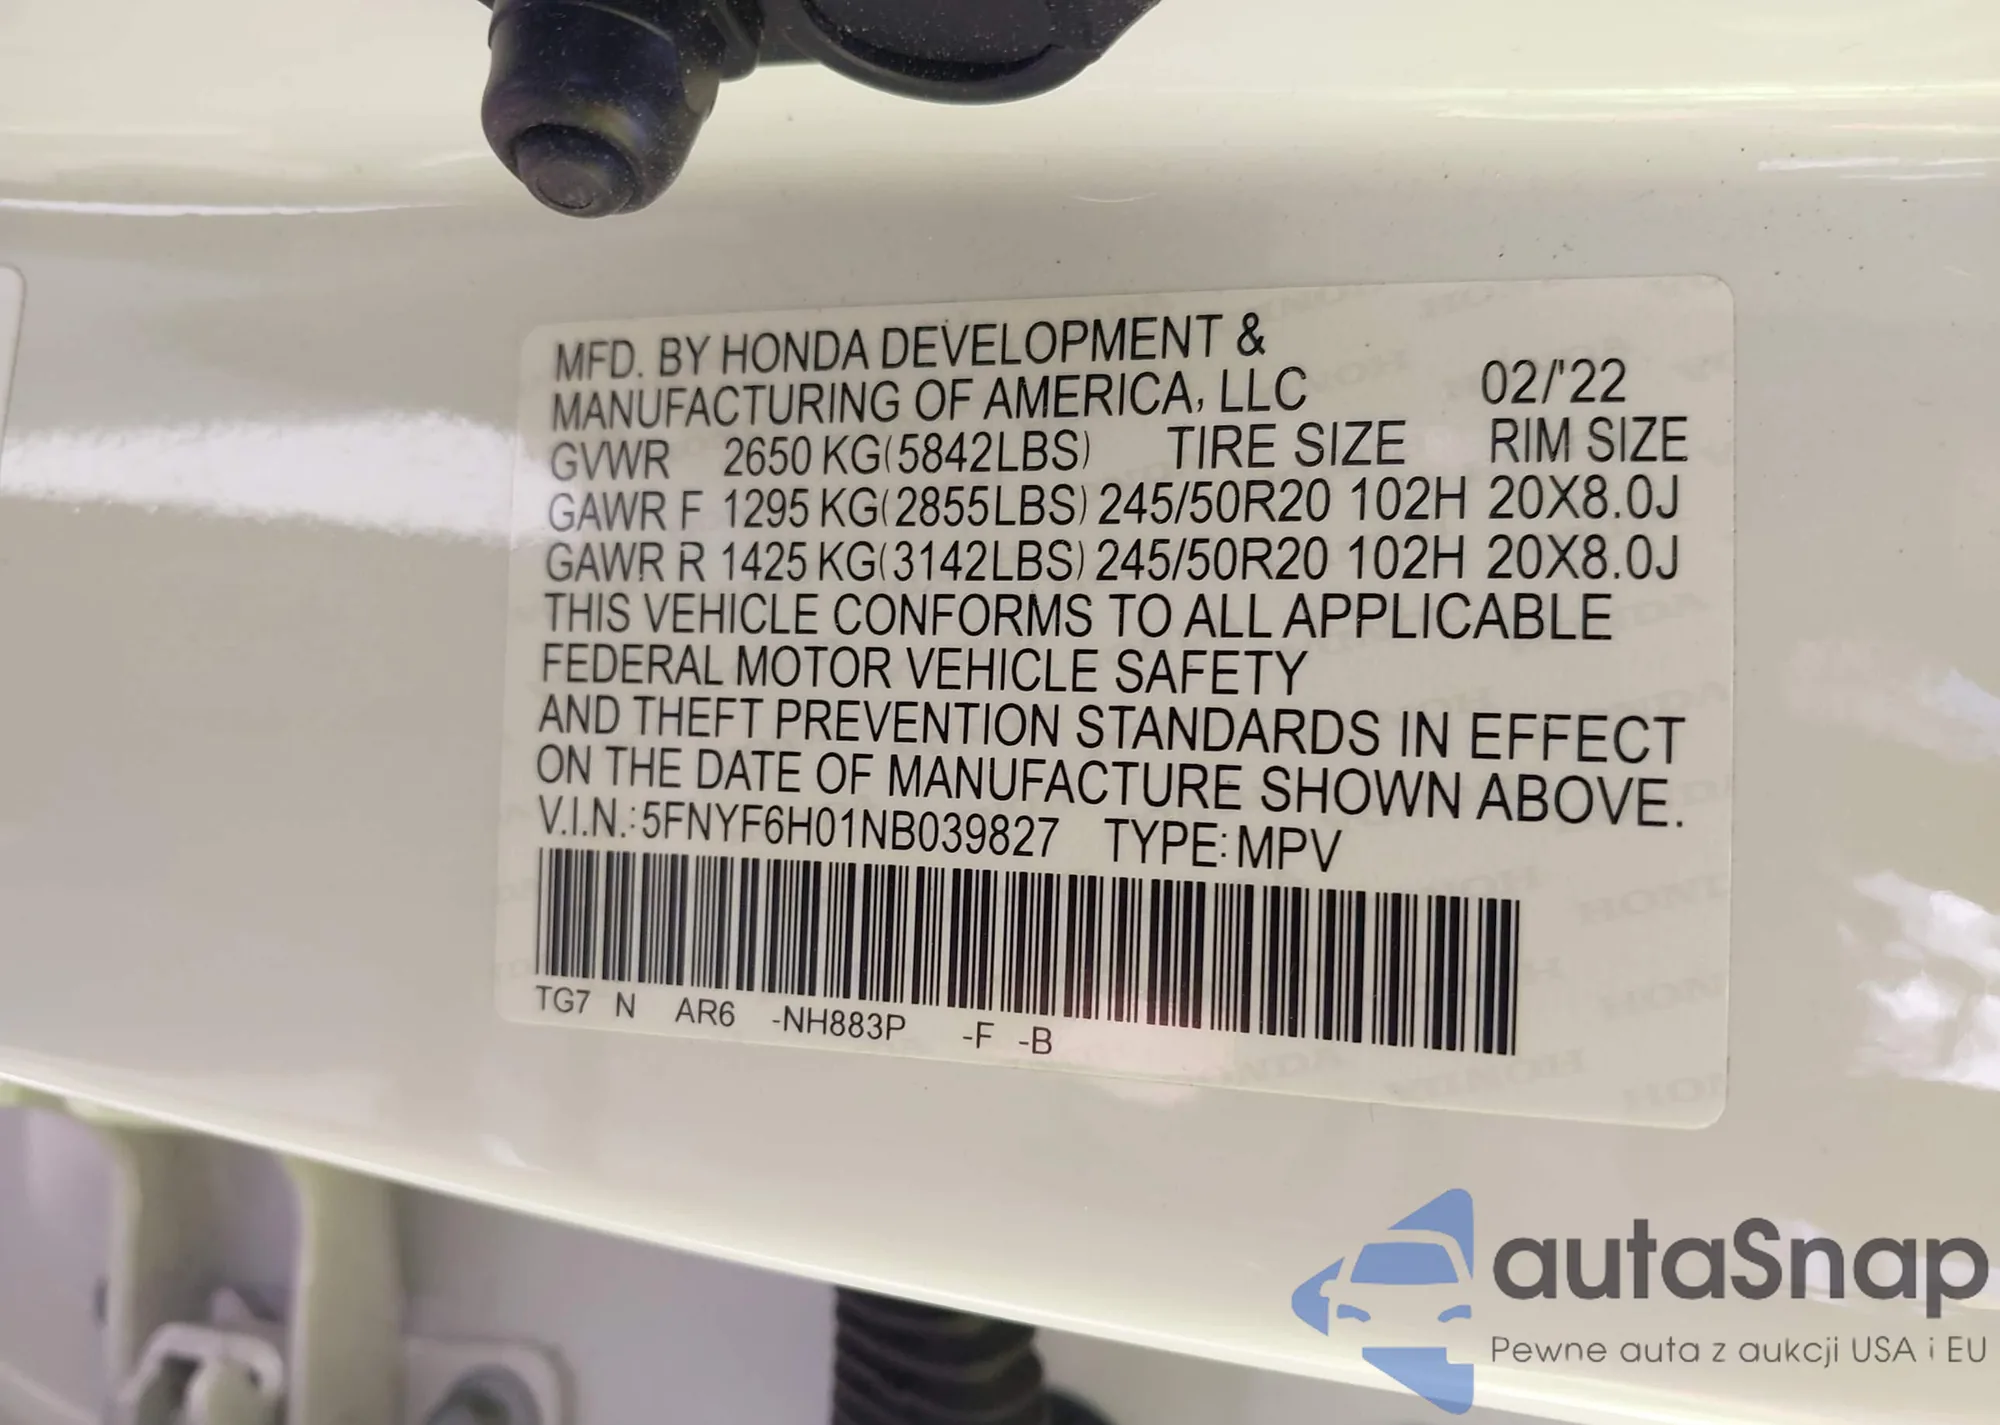 MFD. BY HONDA DEVELOPMENT &
MANUFACTURING OF AMERICA, LLC 02/'22
GVWR 2650 KG(5842LBS) TIRE SIZE RIM SIZE
GAWR F 1295 KG(2855LBS) 245/50R20 102H 20X8.0J
GAWR R 1425 KG(3142LBS) 245/50R20 102H 20X8.0J
THIS VEHICLE CONFORMS TO ALL APPLICABLE
FEDERAL MOTOR VEHICLE SAFETY
AND THEFT PREVENTION STANDARDS IN EFFECT
ON THE DATE OF MANUFACTURE SHOWN ABOVE.
V.I.N.:5FNYF6H01NB039827 TYPE:MPV
TG7 N AR6 -NH883P -F -B
autaSnap
Pewne auta z aukcji USA i EU